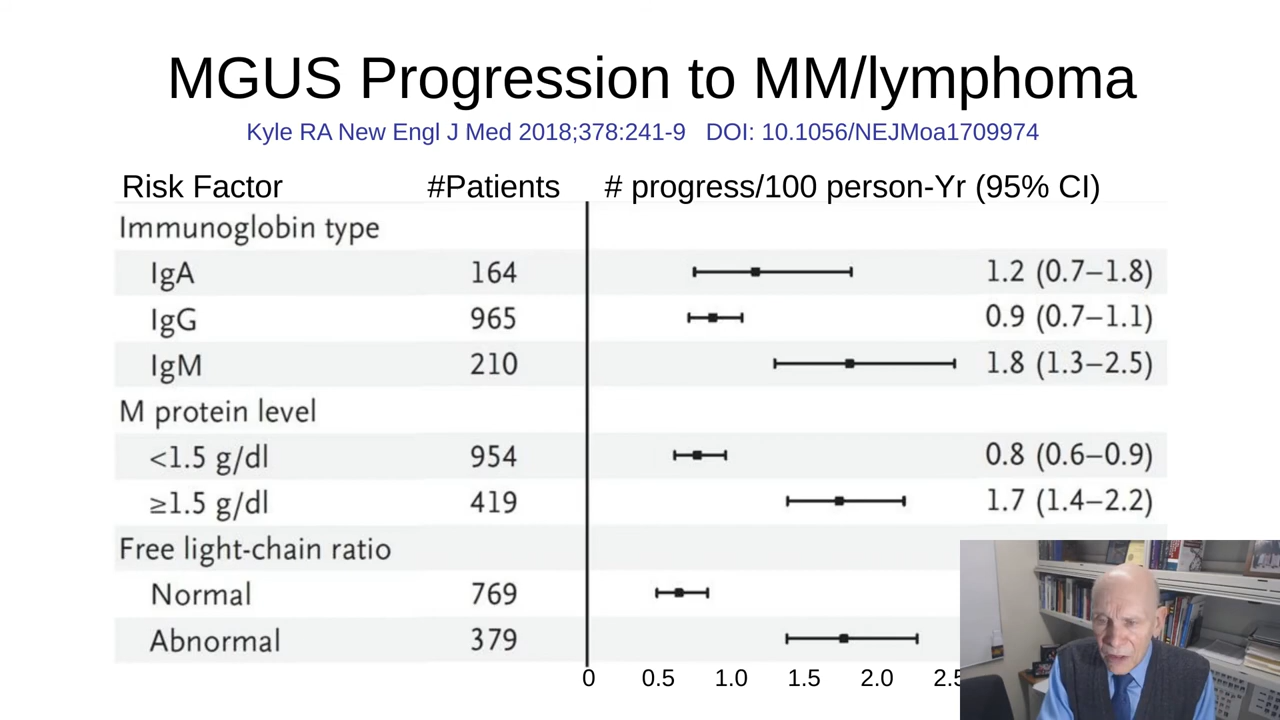 MGUS Progression to MM/lymphoma
Kyle RA New Engl J Med 2018;378:241-9 DOI: 10.1056/NEJMoa1709974
Risk Factor #Patients # progress/100 person-Yr (95% CI)
Immunoglobin type
IgA 164 1.2 (0.7–1.8)
IgG 965 0.9 (0.7–1.1)
IgM 210 1.8 (1.3–2.5)
M protein level
<1.5 g/dl 954 0.8 (0.6–0.9)
≥1.5 g/dl 419 1.7 (1.4–2.2)
Free light-chain ratio
Normal 769
Abnormal 379
0 0.5 1.0 1.5 2.0 2.5